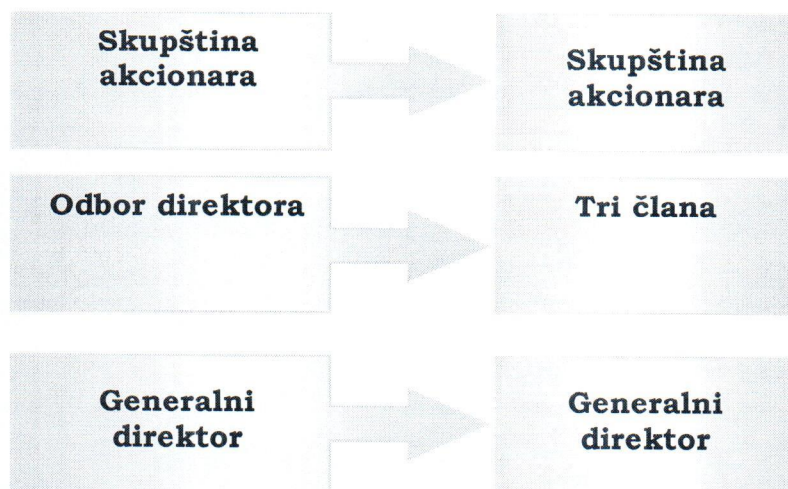 Skupština
akcionara
Skupština
akcionara
Odbor direktora
Tri člana
Generalni
direktor
Generalni
direktor